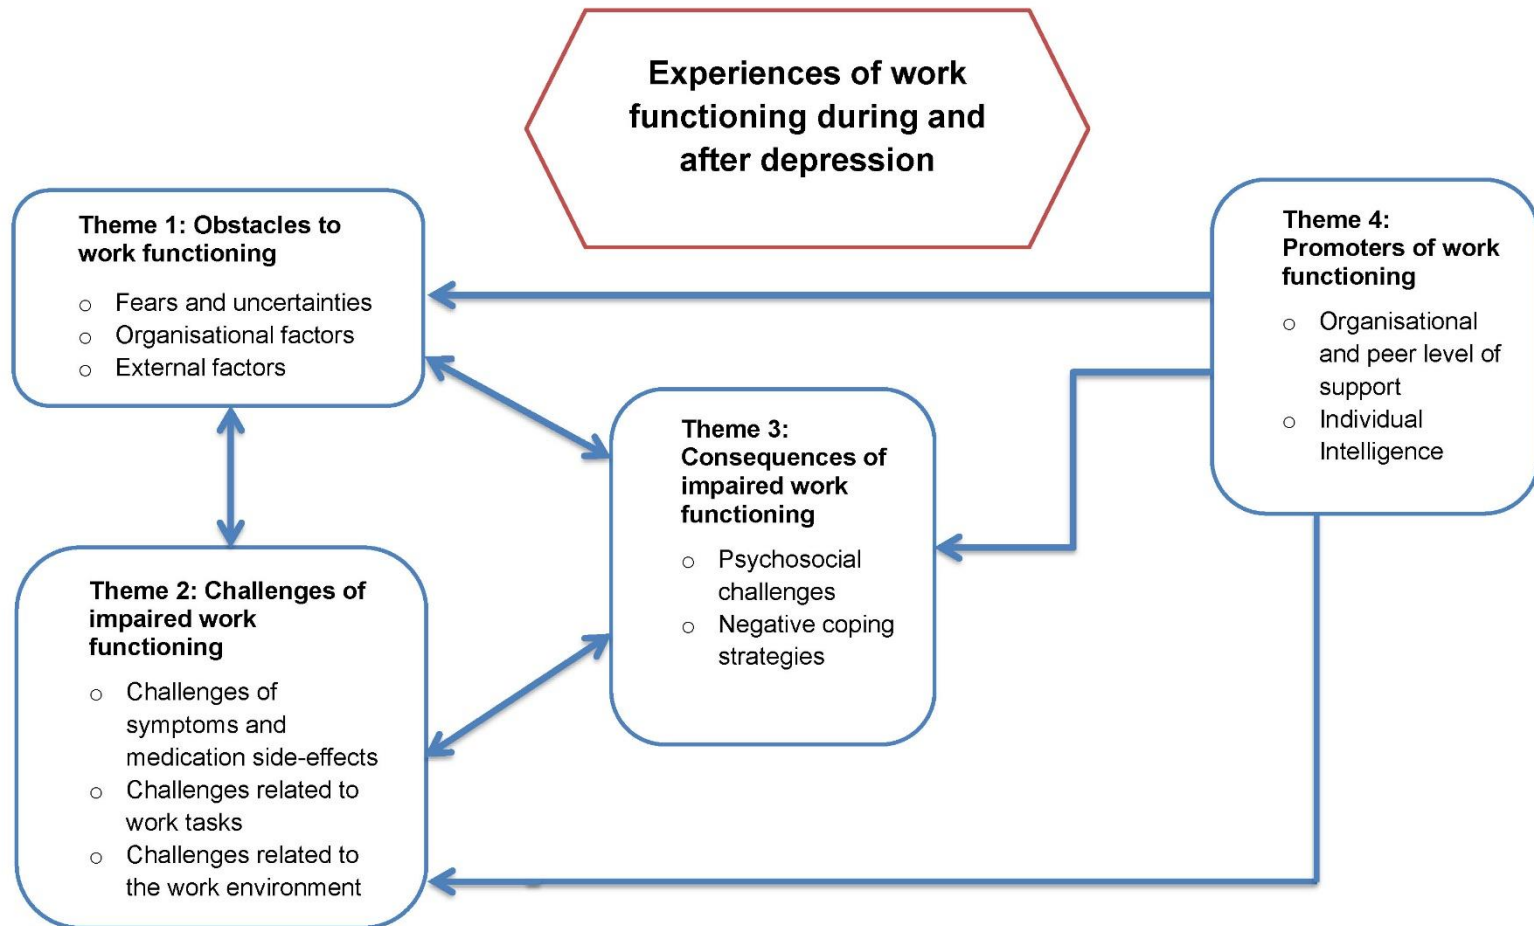 Experiences of work
functioning during and
after depression
Theme 1: Obstacles to
work functioning
○ Fears and uncertainties
○ Organisational factors
○ External factors
Theme 2: Challenges of
impaired work
functioning
○ Challenges of
symptoms and
medication side-effects
○ Challenges related to
work tasks
○ Challenges related to
the work environment
Theme 3:
Consequences of
impaired work
functioning
○ Psychosocial
challenges
○ Negative coping
strategies
Theme 4:
Promoters of work
functioning
○ Organisational
and peer level of
support
○ Individual
Intelligence